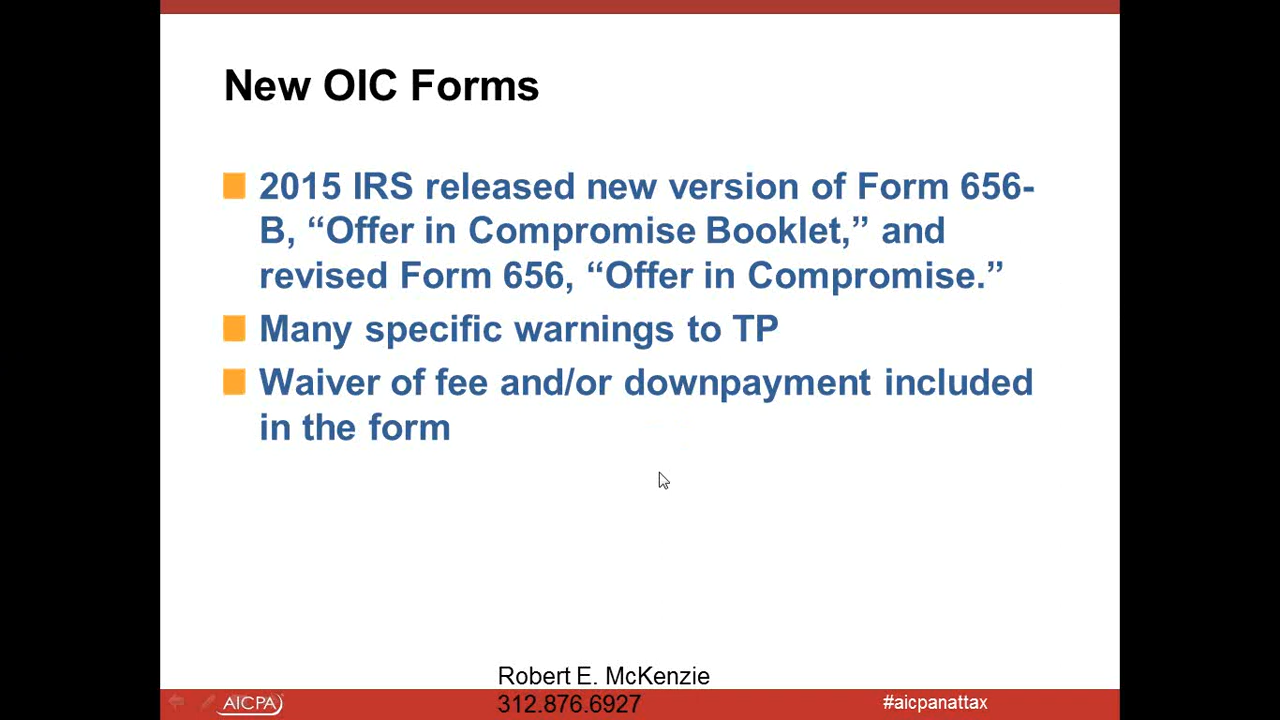 New OIC Forms
2015 IRS released new version of Form 656-
B, “Offer in Compromise Booklet,” and
revised Form 656, “Offer in Compromise.”
Many specific warnings to TP
Waiver of fee and/or downpayment included
in the form
Robert E. McKenzie
AICPA
312.876.6927
#aicpanattax